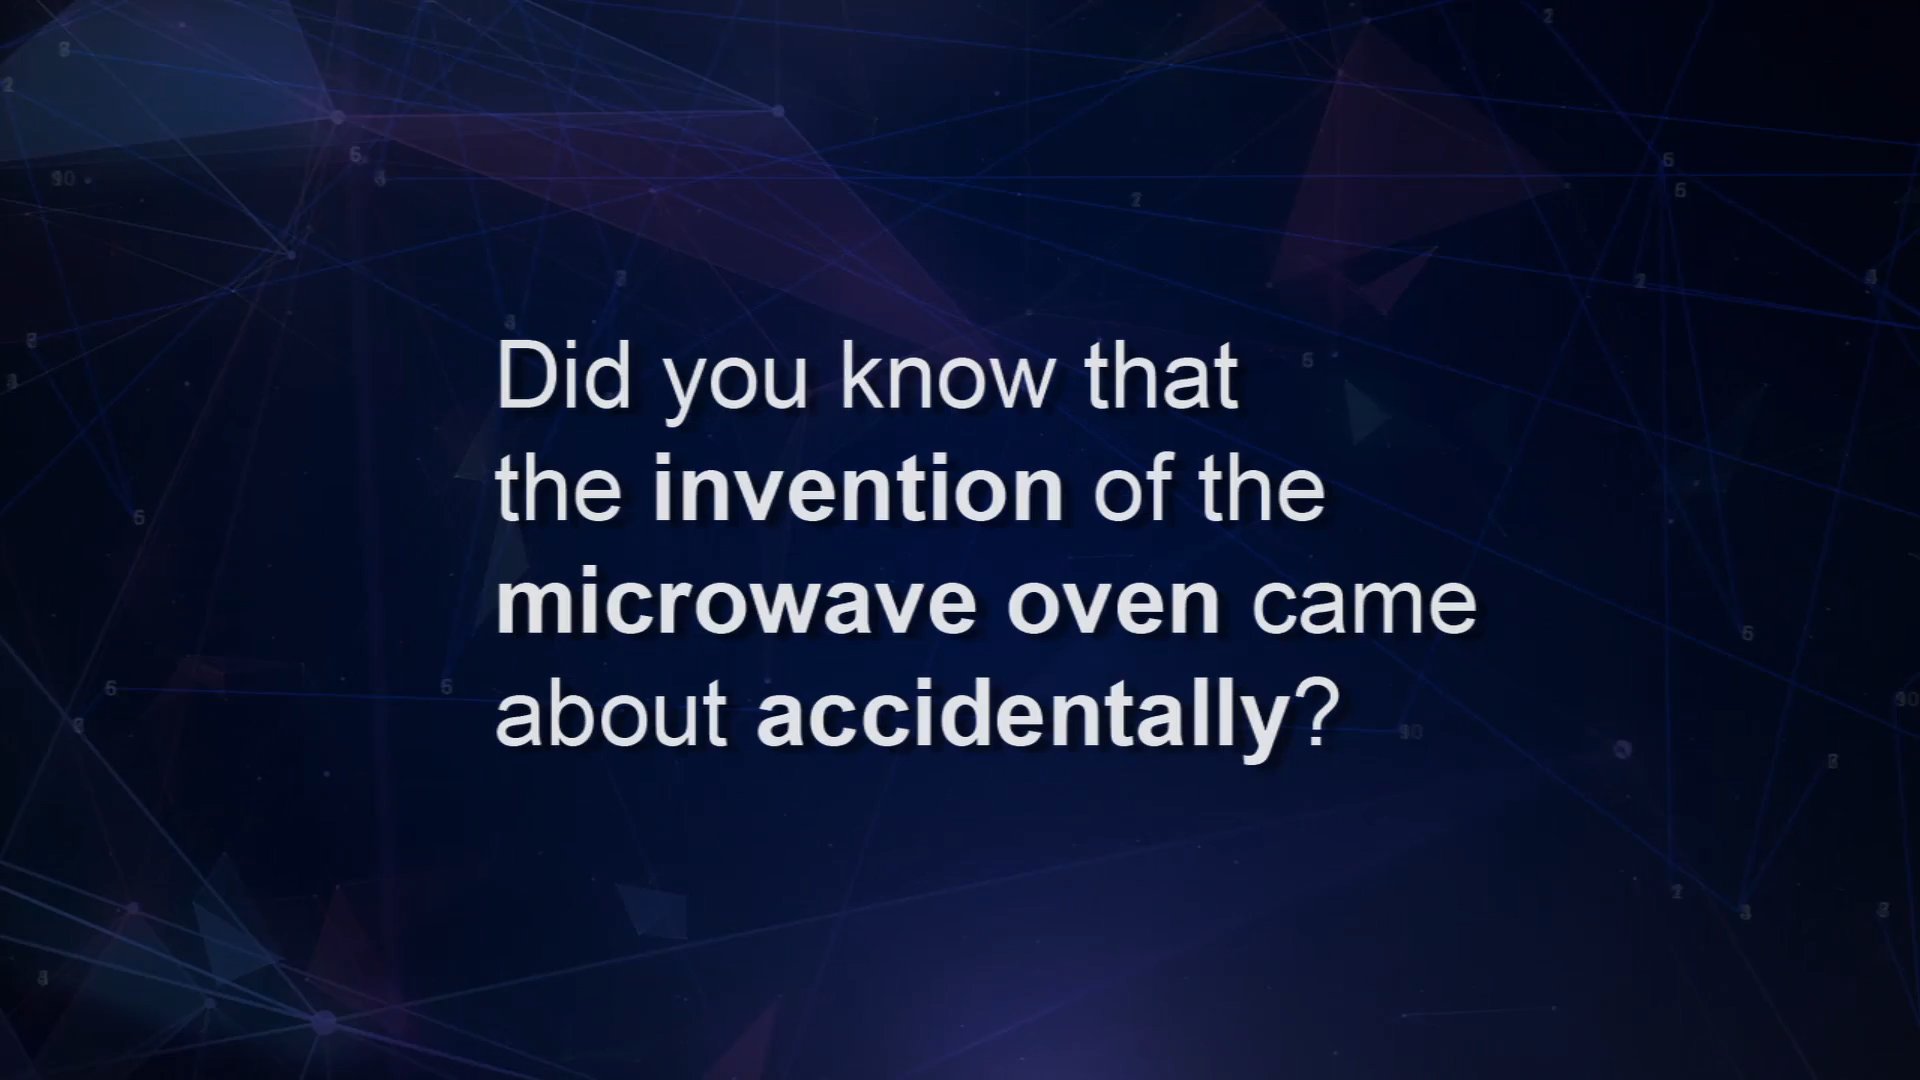 Did you know that
the invention of the
microwave oven came
about accidentally?